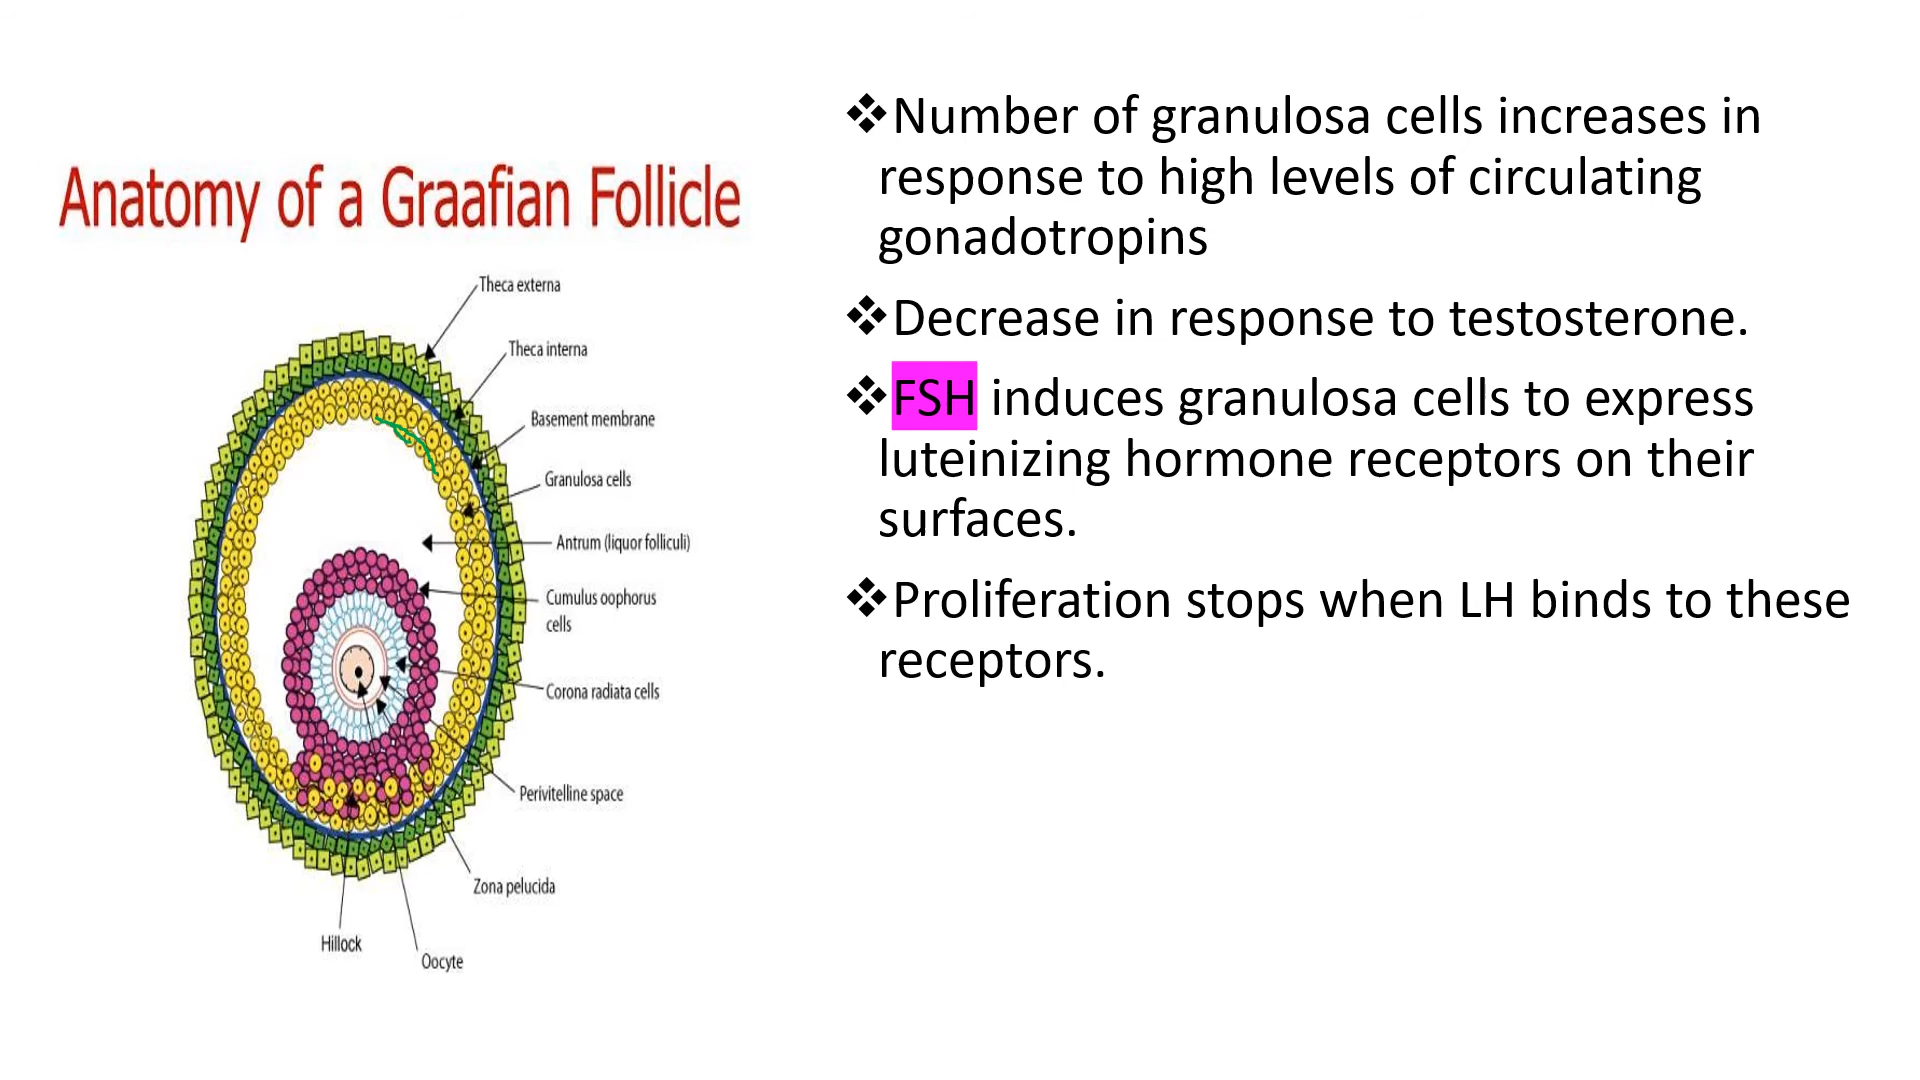 Anatomy of a Graafian Follicle
Theca externa
Theca interna
Basement membrane
Granulosa cells
Antrum (liquor folliculi)
Cumulus oophorus
cells
Corona radiata cells
Perivitelline space
Zona pelucida
Hillock
Oocyte
❖Number of granulosa cells increases in
response to high levels of circulating
gonadotropins
❖Decrease in response to testosterone.
❖FSH induces granulosa cells to express
luteinizing hormone receptors on their
surfaces.
❖Proliferation stops when LH binds to these
receptors.